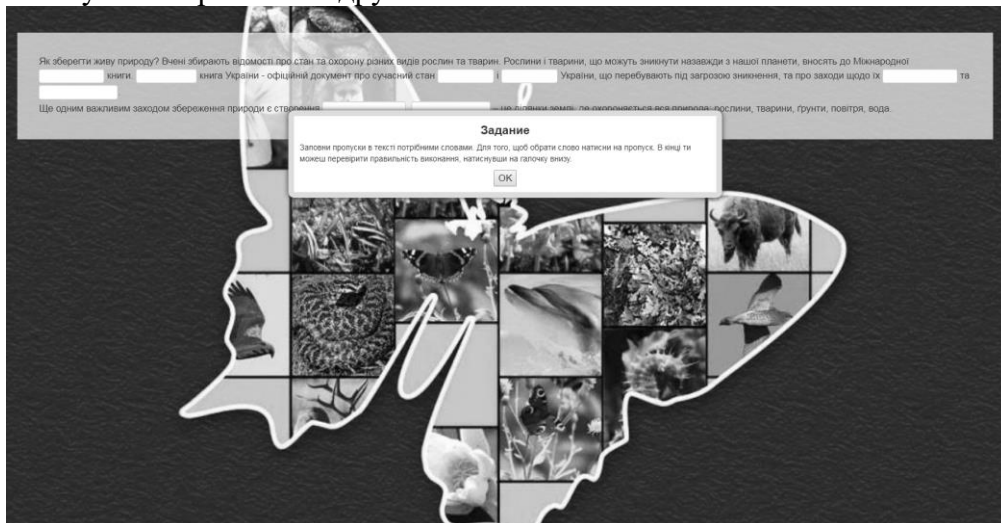 Як зберегти живу природу? Вчені збирають відомості про стан та охорону різних видів рослин та тварин. Рослини і тварини, що можуть зникнути назавжди з нашої планети, вносять до Міжнародної
книги. книга України - офіційний документ про сучасний стан і України, що перебувають під загрозою зникнення, та про заходи щодо їх та
Ще одним важливим заходом збереження природи є створення – це ділянки землі, де охороняється вся природа: рослини, тварини, ґрунти, повітря, вода.
Задание
Заповни пропуски в тексті потрібними словами. Для того, щоб обрати слово натисни на пропуск. В кінці ти
можеш перевірити правильність виконання, натиснувши на галочку внизу.
OK